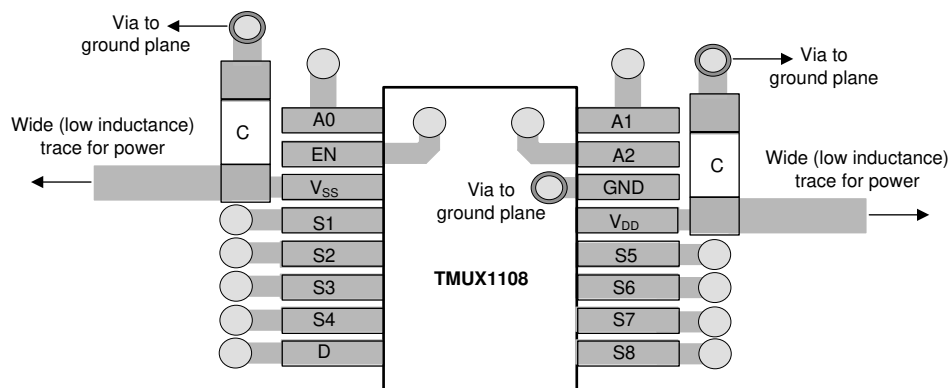 Via to
ground plane
Via to
ground plane
Wide (low inductance)
trace for power
C
A0
EN
VSS
S1
S2
S3
S4
D
Via to
ground plane
TMUX1108
A1
A2
GND
VDD
S5
S6
S7
S8
C
Wide (low inductance)
trace for power